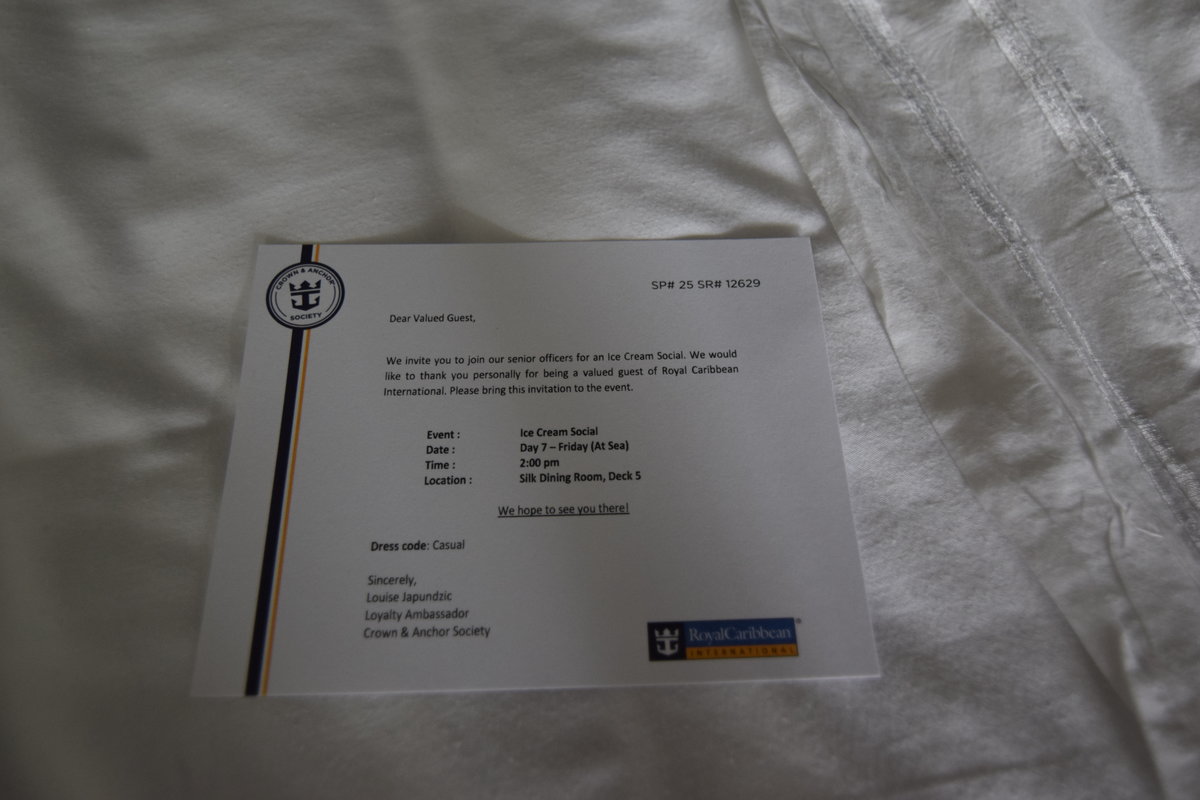 CROWN & ANCHOR
SOCIETY
SP# 25 SR# 12629
Dear Valued Guest,
We invite you to join our senior officers for an Ice Cream Social. We would
like to thank you personally for being a valued guest of Royal Caribbean
International. Please bring this invitation to the event.
Event : Ice Cream Social
Date : Day 7 – Friday (At Sea)
Time : 2:00 pm
Location : Silk Dining Room, Deck 5
We hope to see you there!
Dress code: Casual
Sincerely,
Louise Japundzic
Loyalty Ambassador
Crown & Anchor Society
RoyalCaribbean®
INTERNATIONAL